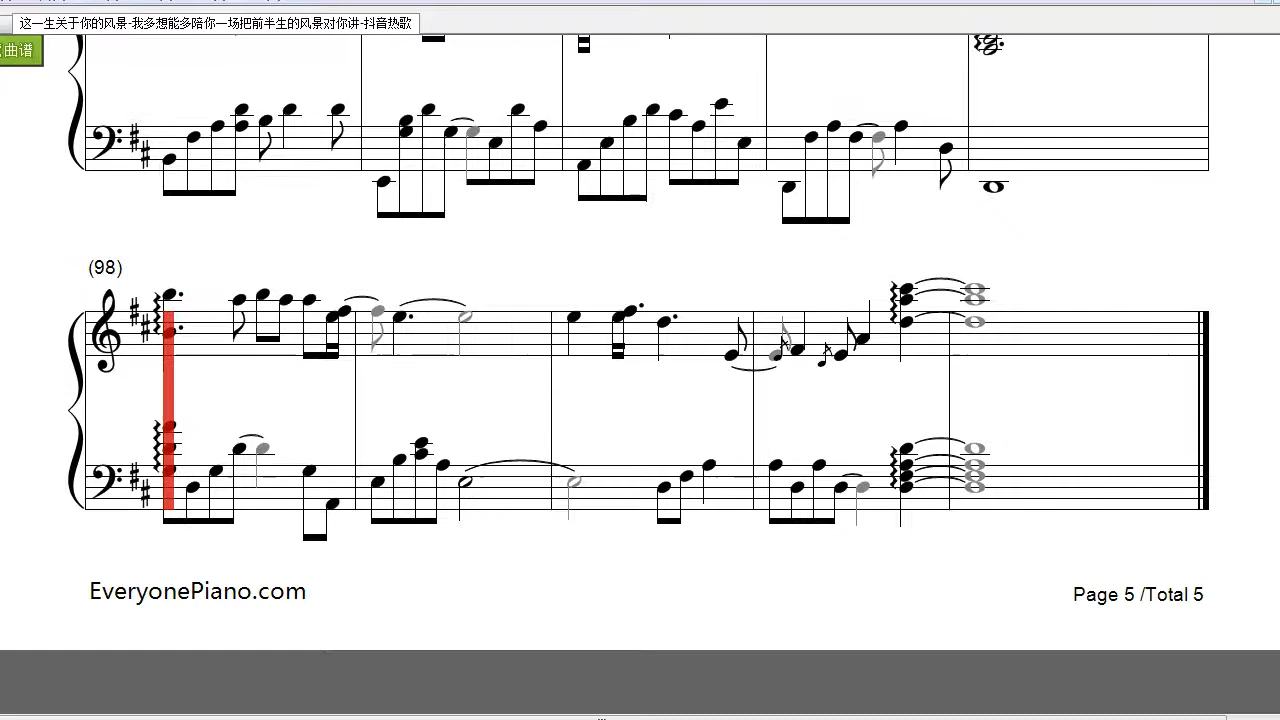 这一生关于你的风景-我多想能多陪你一场把前半生的风景对你讲-抖音热歌
曲谱
(98)
EveryonePiano.com
Page 5 /Total 5